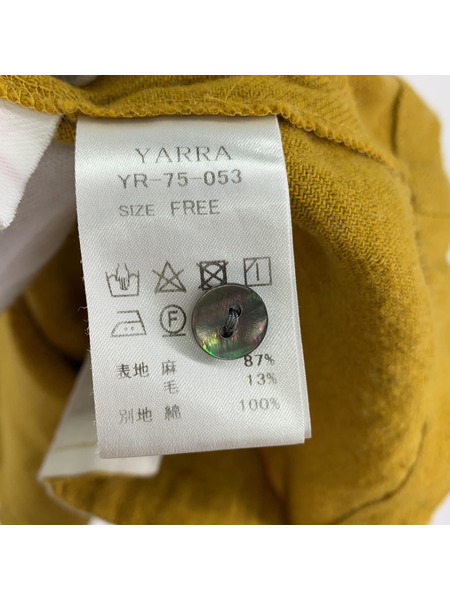 YARRA
YR-75-053
SIZE FREE
F
表地 麻 87%
毛 13%
別地 綿 100%